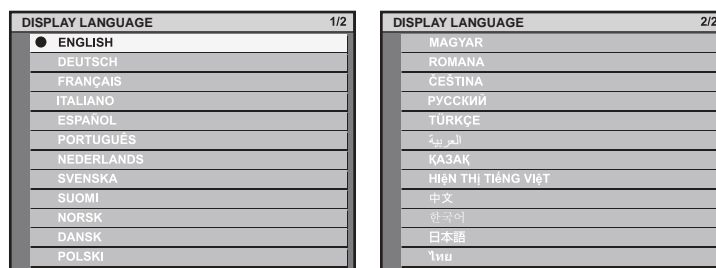 DISPLAY LANGUAGE 1/2
ENGLISH
DEUTSCH
FRANÇAIS
ITALIANO
ESPAÑOL
PORTUGUÊS
NEDERLANDS
SVENSKA
SUOMI
NORSK
DANSK
POLSKI
DISPLAY LANGUAGE 2/2
MAGYAR
ROMANA
ČEŠTINA
РУССКИЙ
TÜRKÇE
العربية
ҚАЗАҚ
HIệN THị TIếNG VIệT
中文
한국어
日本語
ไทย